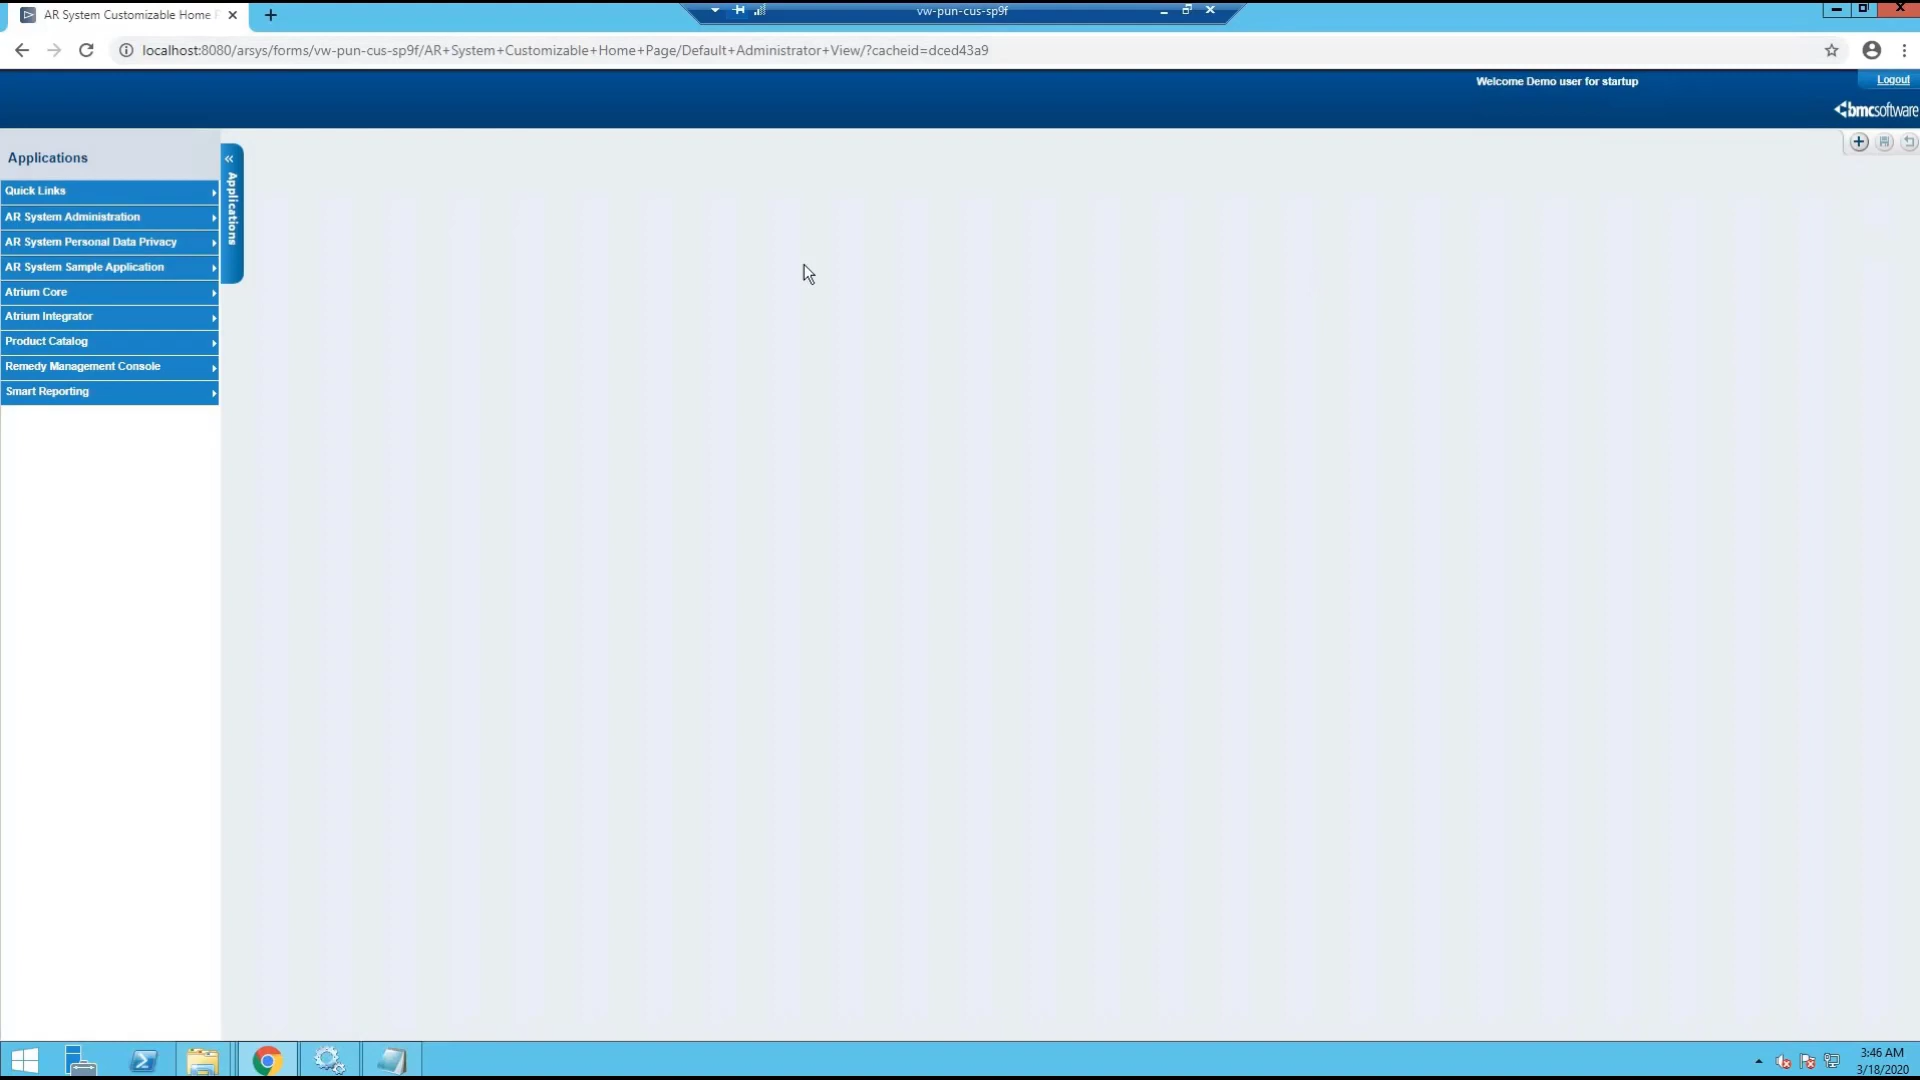 AR System Customizable Home P
vw-pun-cus-sp9f
localhost:8080/arsys/forms/vw-pun-cus-sp9f/AR+System+Customizable+Home+Page/Default+Administrator+View/?cacheid=dced43a9
Welcome Demo user for startup
Logout
bmcsoftware
Applications
Applications
Quick Links
AR System Administration
AR System Personal Data Privacy
AR System Sample Application
Atrium Core
Atrium Integrator
Product Catalog
Remedy Management Console
Smart Reporting
3:46 AM
3/18/2020